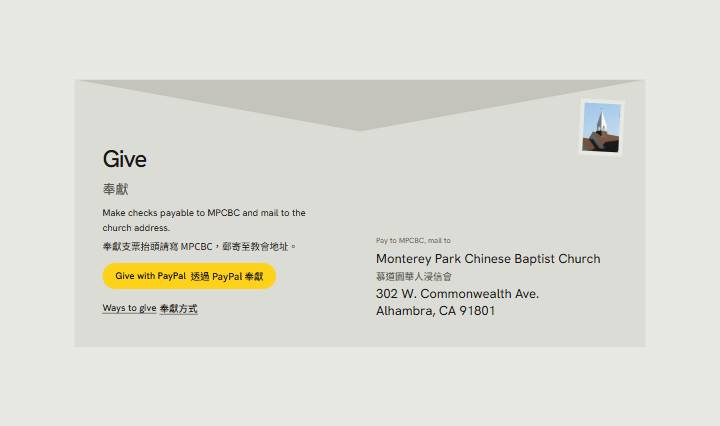 Give
奉獻
Make checks payable to MPCBC and mail to the
church address.
奉獻支票抬頭請寫 MPCBC，郵寄至教會地址。
Give with PayPal 透過 PayPal 奉獻
Ways to give 奉獻方式
Pay to MPCBC, mail to
Monterey Park Chinese Baptist Church
慕道園華人浸信會
302 W. Commonwealth Ave.
Alhambra, CA 91801